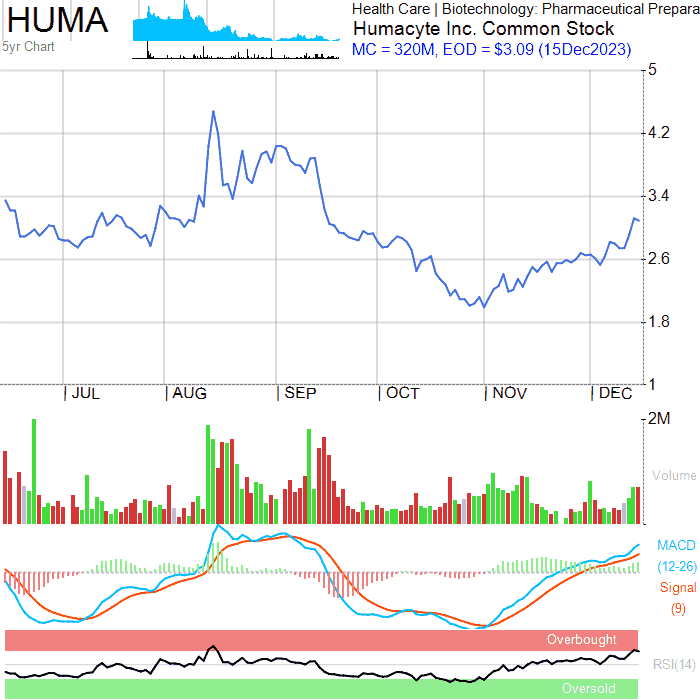 HUMA
5yr Chart
Health Care | Biotechnology: Pharmaceutical Prepara
Humacyte Inc. Common Stock
MC = 320M, EOD = $3.09 (15Dec2023)
5
4.2
3.4
2.6
1.8
1
| JUL | AUG | SEP | OCT | NOV | DEC
2M
Volume
MACD
(12-26)
Signal
(9)
Overbought
RSI(14)
Oversold